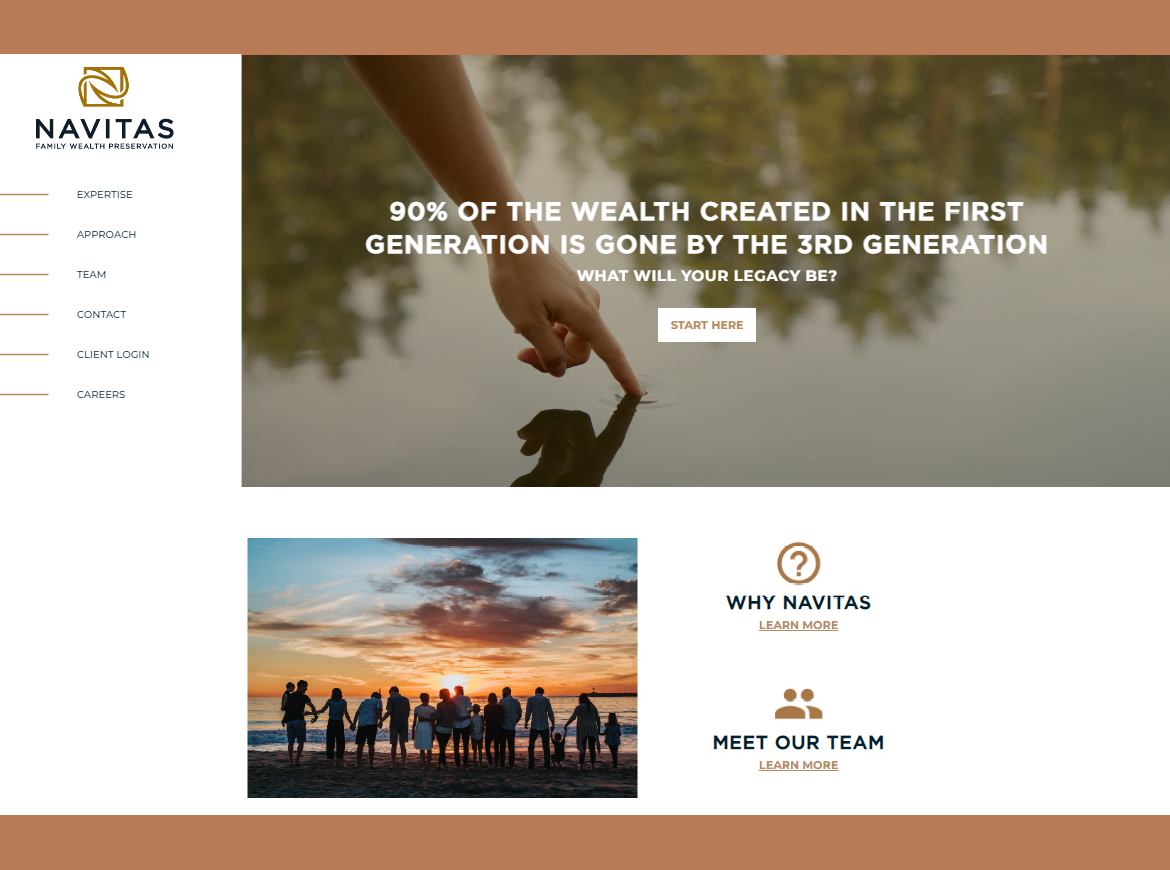 NAVITAS
FAMILY WEALTH PRESERVATION
EXPERTISE
APPROACH
TEAM
CONTACT
CLIENT LOGIN
CAREERS
90% OF THE WEALTH CREATED IN THE FIRST
GENERATION IS GONE BY THE 3RD GENERATION
WHAT WILL YOUR LEGACY BE?
START HERE
WHY NAVITAS
LEARN MORE
MEET OUR TEAM
LEARN MORE